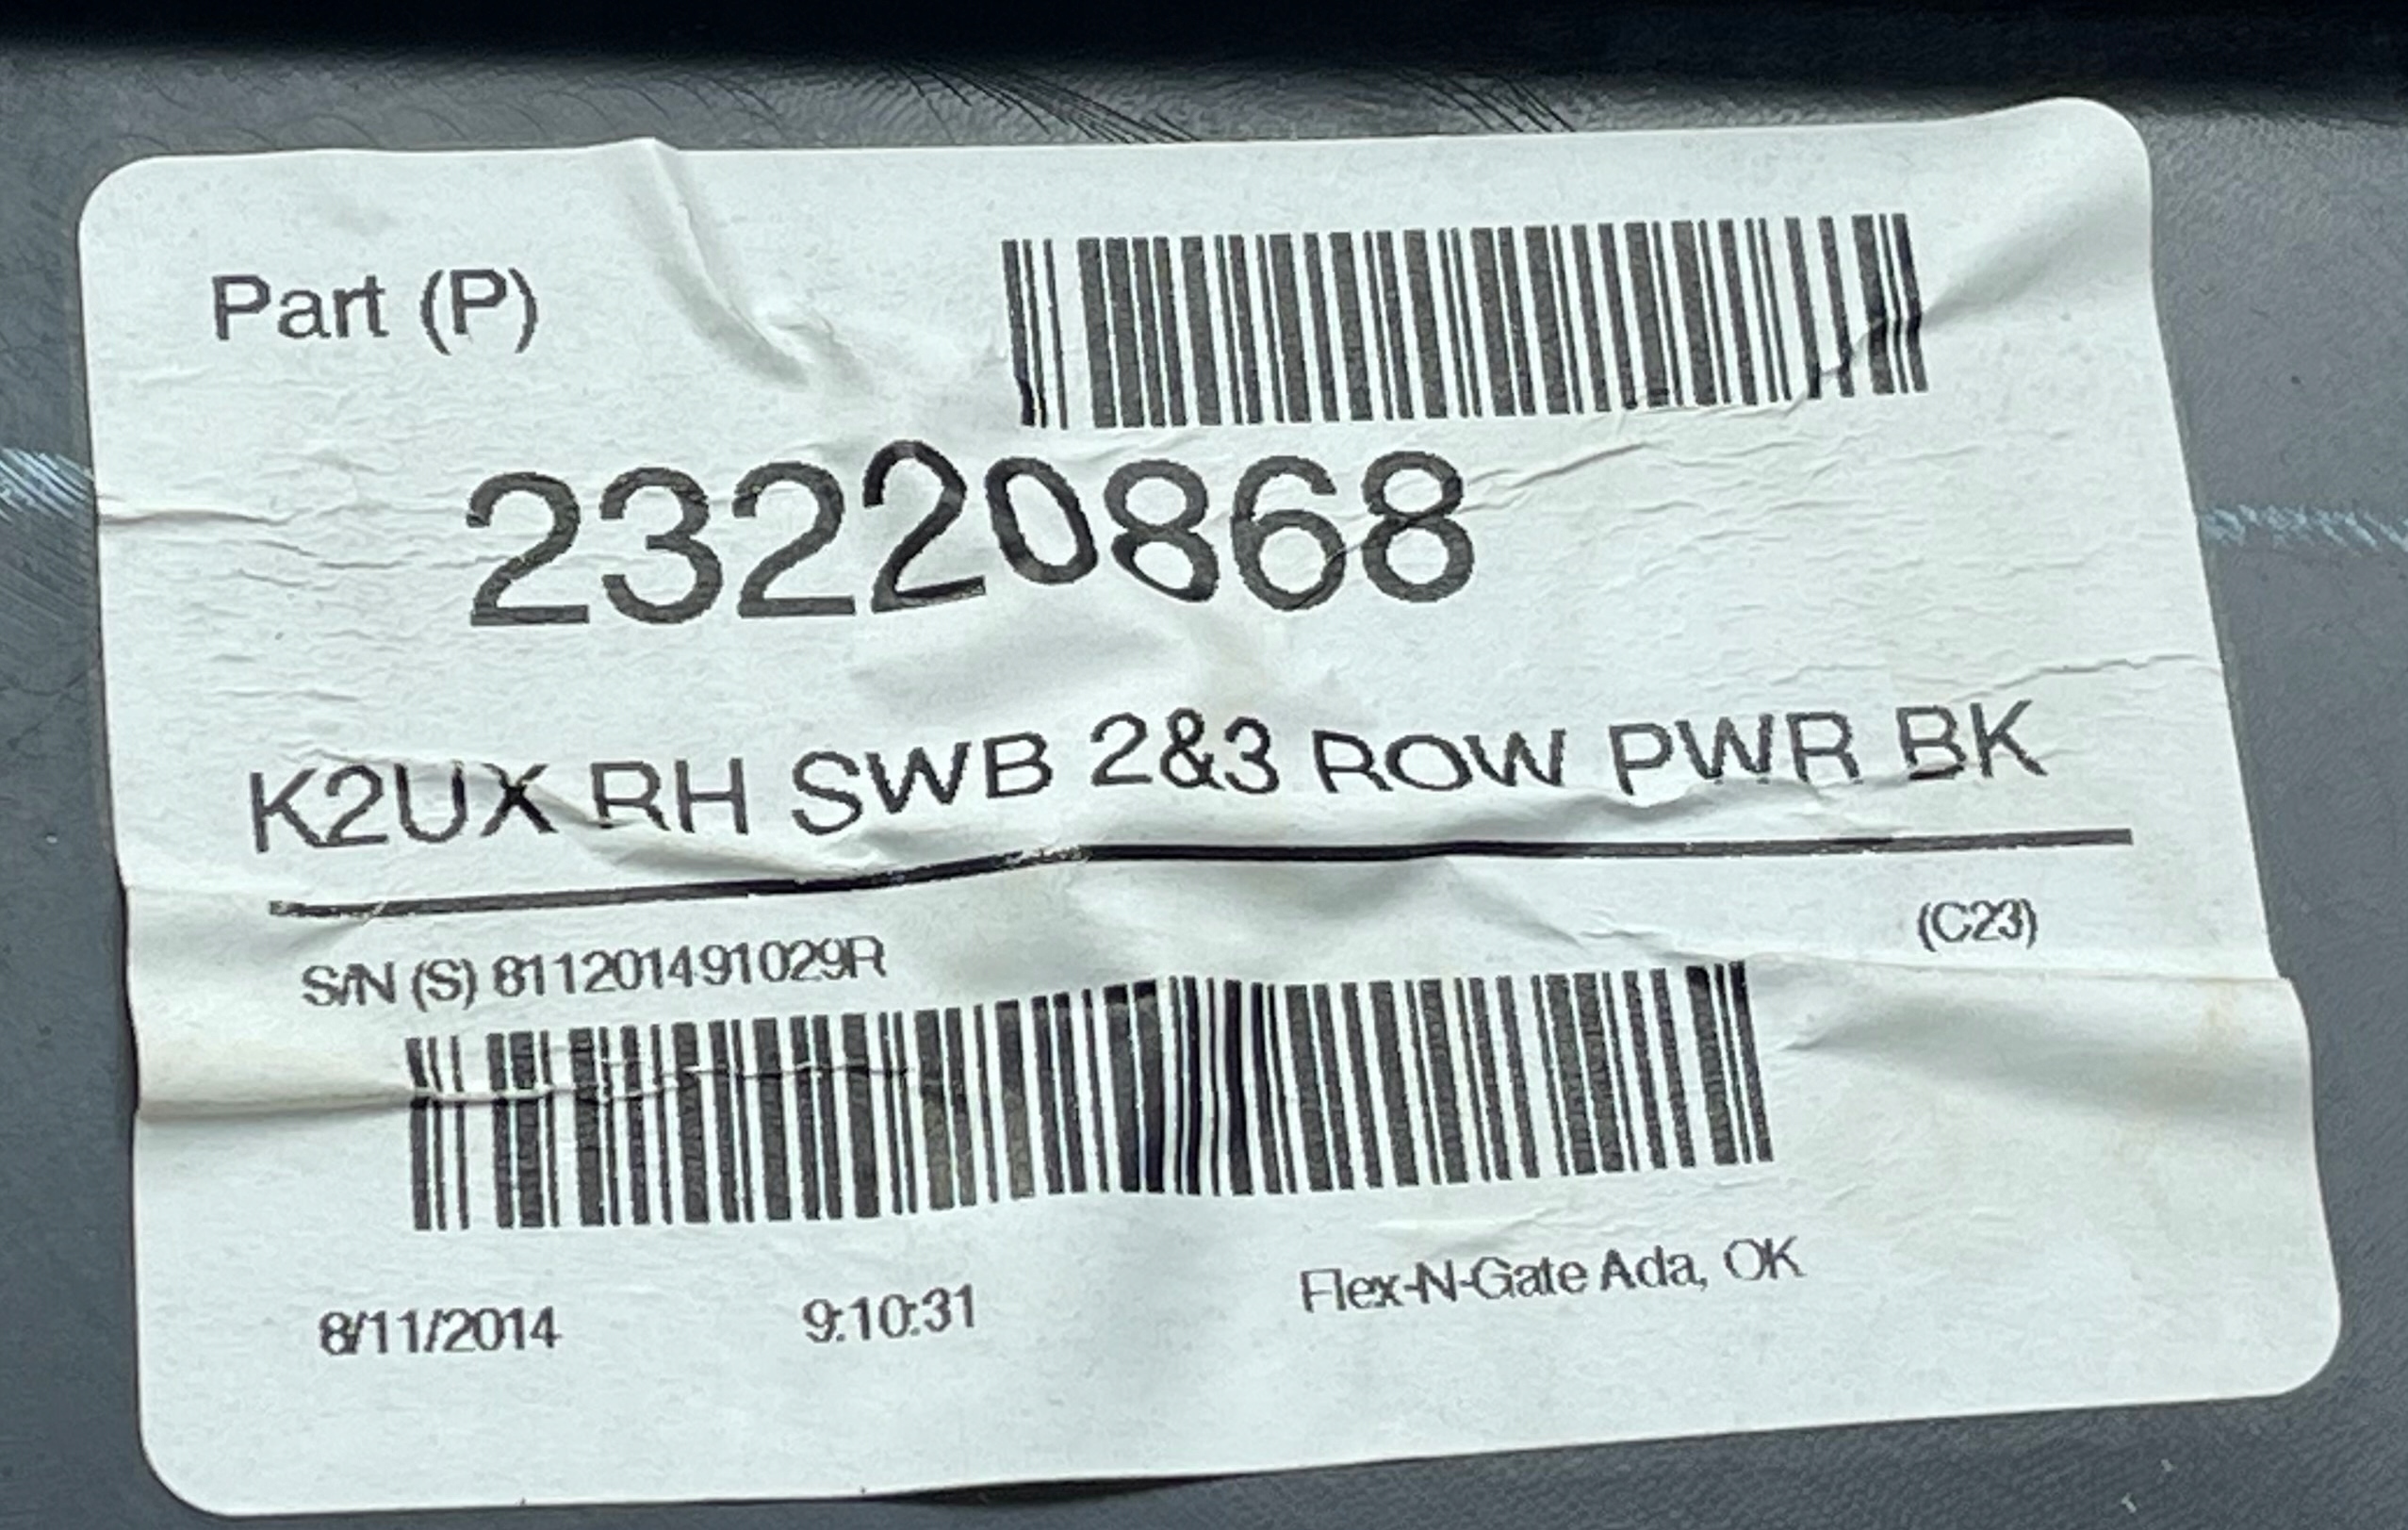 Part (P)
23220868
K2UX RH SWB 2&3 ROW PWR BK
(C23)
S/N (S) 811201491029R
8/11/2014 9:10:31 Flex-N-Gate Ada, OK